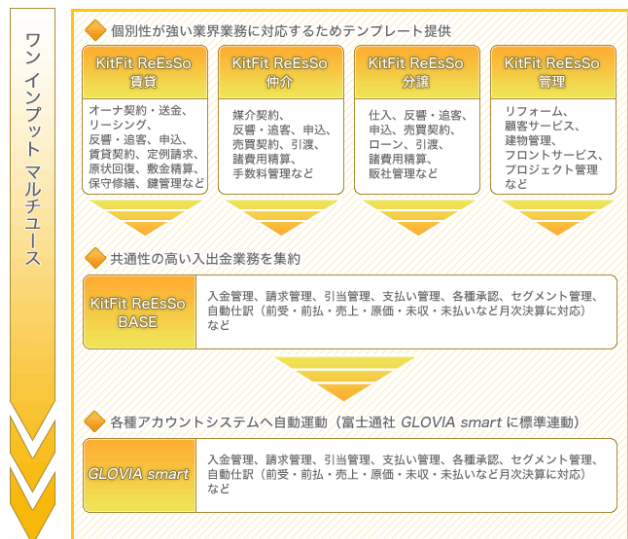 ワン インプット マルチユース
個別性が強い業界業務に対応するためテンプレート提供
KitFit ReEsSo
賃貸
オーナ契約・送金、
リーシング、
反響・追客、申込、
賃貸契約、定例請求、
原状回復、敷金精算、
保守修繕、鍵管理など
KitFit ReEsSo
仲介
媒介契約、
反響・追客、申込、
売買契約、引渡、
諸費用精算、
手数料管理など
KitFit ReEsSo
分譲
仕入、反響・追客、
申込、売買契約、
ローン、引渡、
諸費用精算、
販社管理など
KitFit ReEsSo
管理
リフォーム、
顧客サービス、
建物管理、
フロントサービス、
プロジェクト管理
など
共通性の高い入出金業務を集約
KitFit ReEsSo
BASE
入金管理、請求管理、引当管理、支払い管理、各種承認、セグメント管理、
自動仕訳（前受・前払・売上・原価・未収・未払いなど月次決算に対応）
など
各種アカウントシステムへ自動運動（富士通社 GLOVIA smart に標準連動）
GLOVIA smart
入金管理、請求管理、引当管理、支払い管理、各種承認、セグメント管理、
自動仕訳（前受・前払・売上・原価・未収・未払いなど月次決算に対応）
など